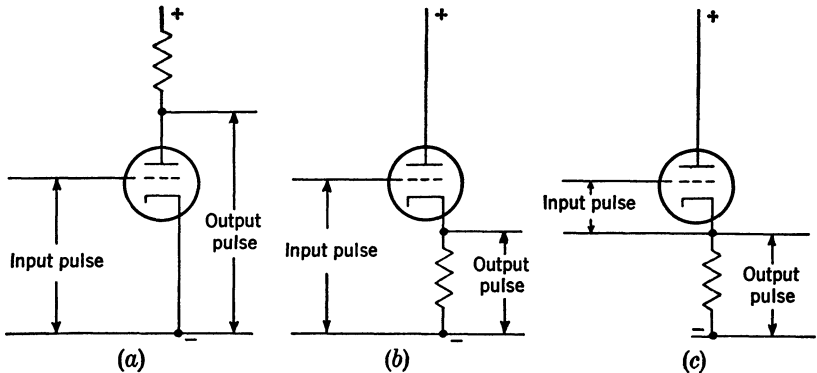 +
+
+
Input pulse
Output
pulse
−
(a)
Input pulse
Output
pulse
−
(b)
Input pulse
Output
pulse
−
(c)